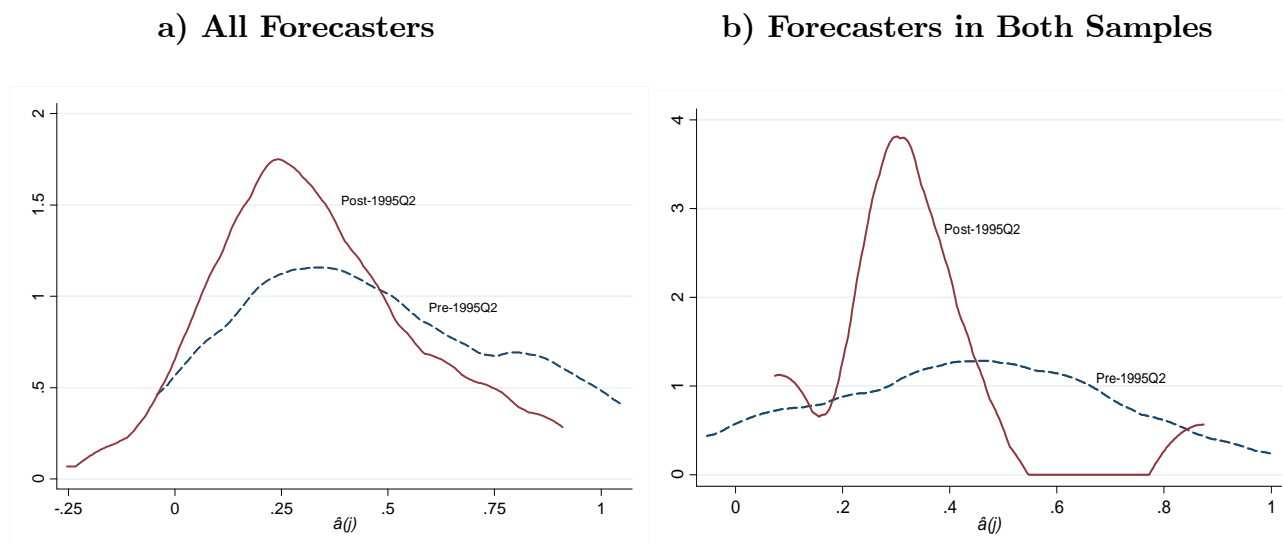 a) All Forecasters
2
1.5
1
.5
0
Post-1995Q2
Pre-1995Q2
-.25 0 .25 .5 .75 1
â(j)
b) Forecasters in Both Samples
4
3
2
1
0
Post-1995Q2
Pre-1995Q2
0 .2 .4 .6 .8 1
â(j)